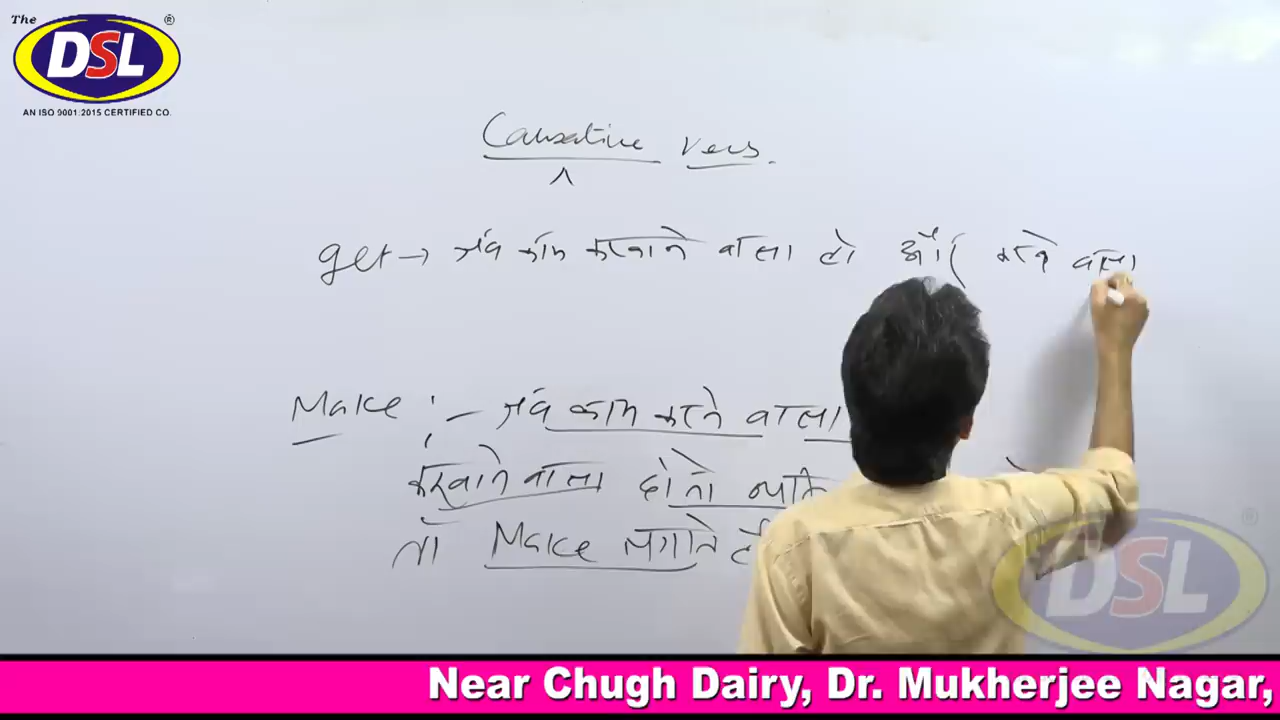 The
®
DSL
AN ISO 9001:2015 CERTIFIED CO.
Causative Verb.
get → जब काम करवाने वाला हो और करने वाला
Make :- जब काम करने वाला
करवाने वाला दोनों
तो Make लगाते
DSL
®
Near Chugh Dairy, Dr. Mukherjee Nagar,